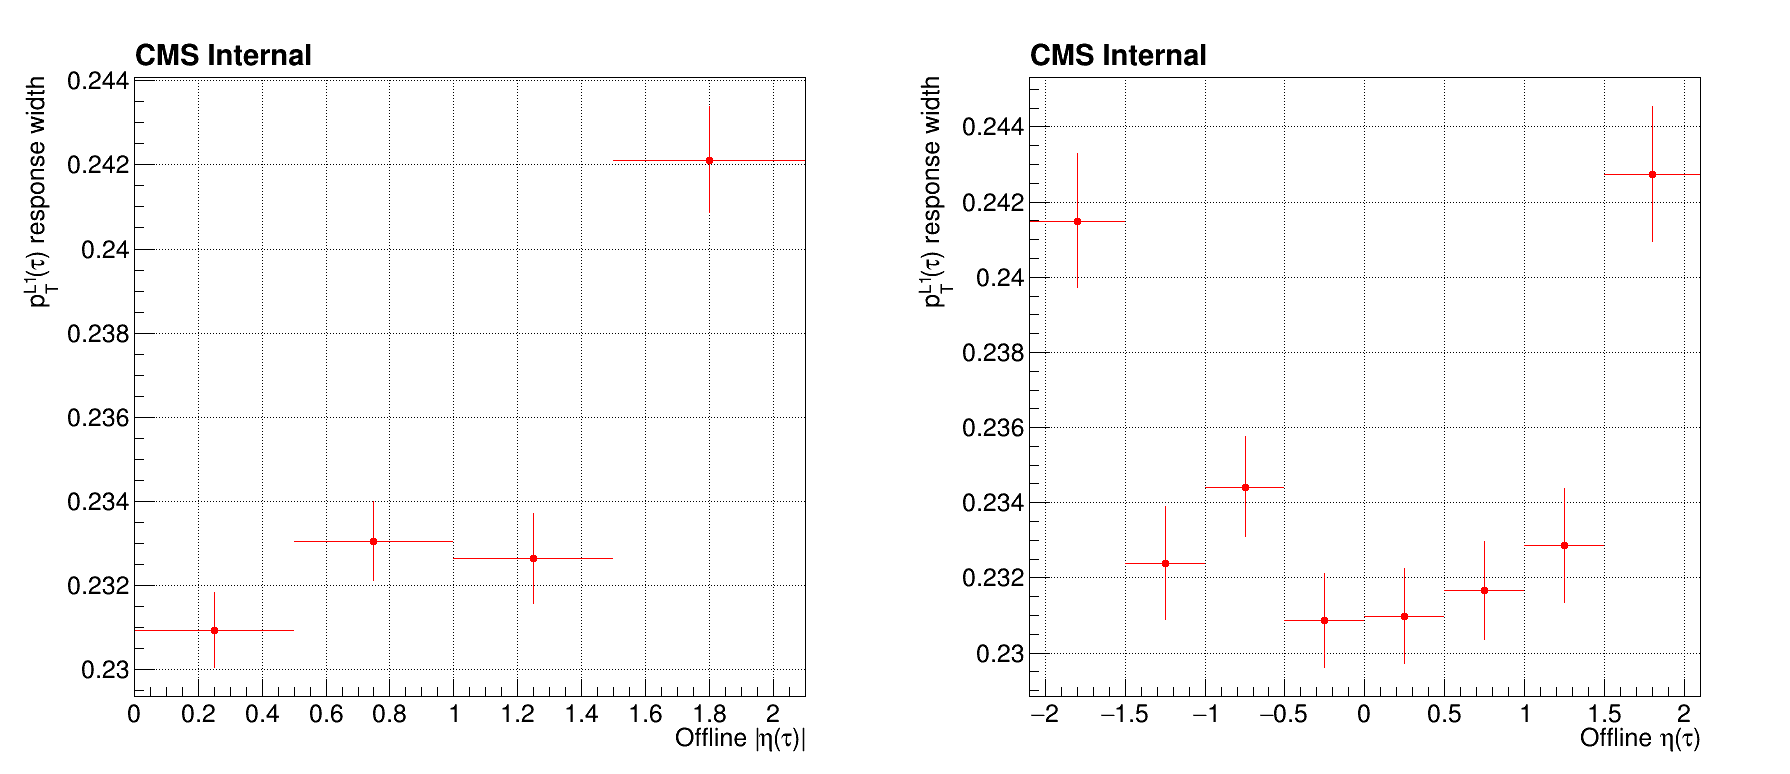 CMS Internal
p_T^L1(τ) response width
0.244
0.242
0.24
0.238
0.236
0.234
0.232
0.23
0 0.2 0.4 0.6 0.8 1 1.2 1.4 1.6 1.8 2
Offline |η(τ)|
CMS Internal
p_T^L1(τ) response width
0.244
0.242
0.24
0.238
0.236
0.234
0.232
0.23
−2 −1.5 −1 −0.5 0 0.5 1 1.5 2
Offline η(τ)